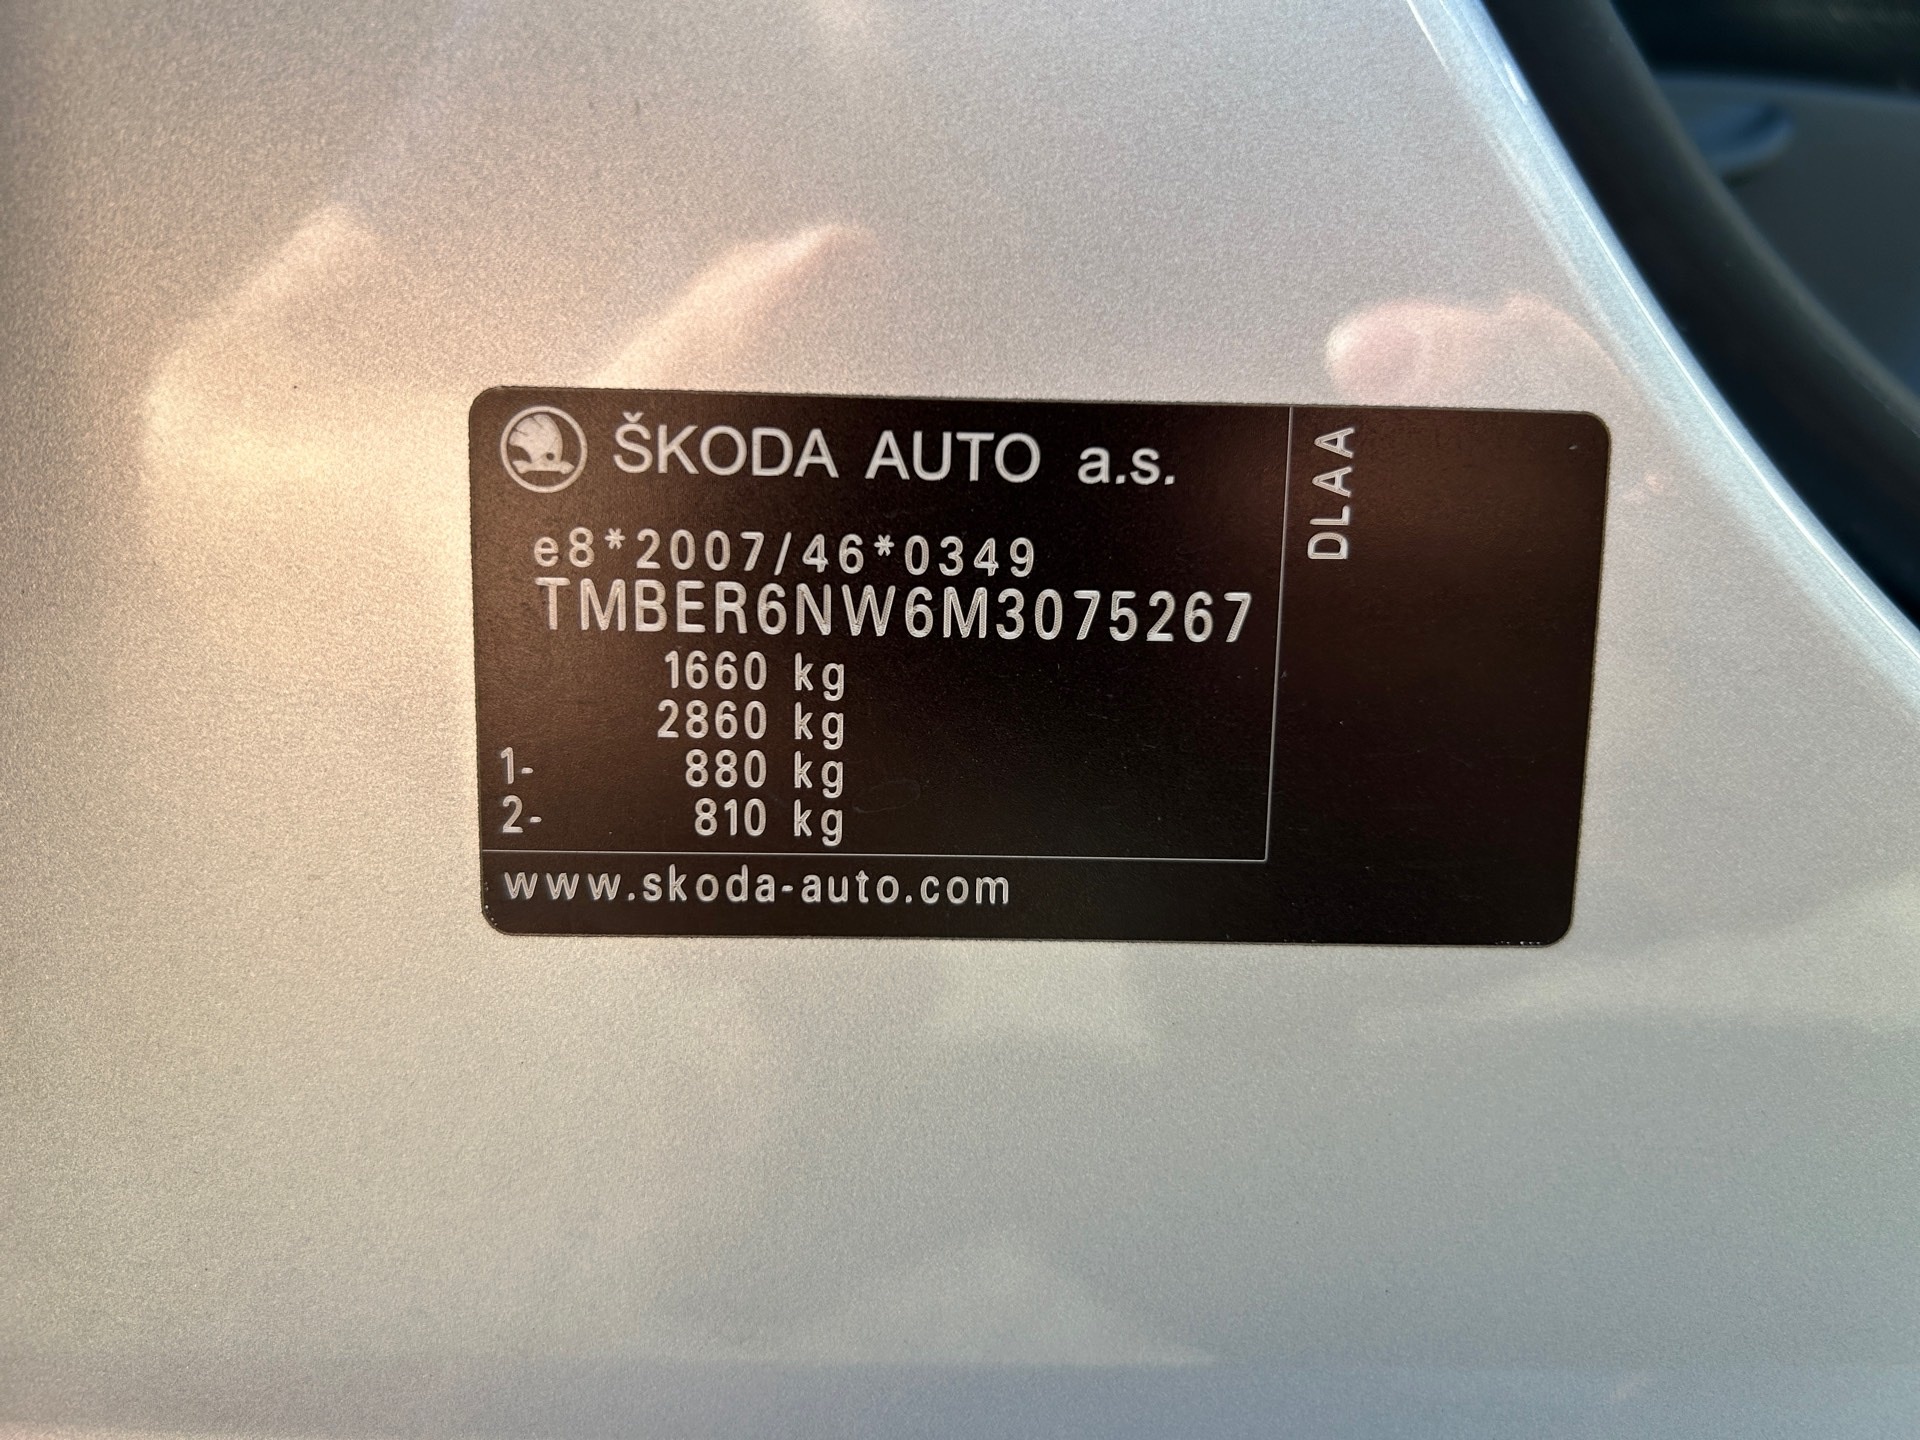 ŠKODA AUTO a.s.
e8*2007/46*0349
TMBER6NW6M3075267
1660 kg
2860 kg
1- 880 kg
2- 810 kg
www.skoda-auto.com
DLAA